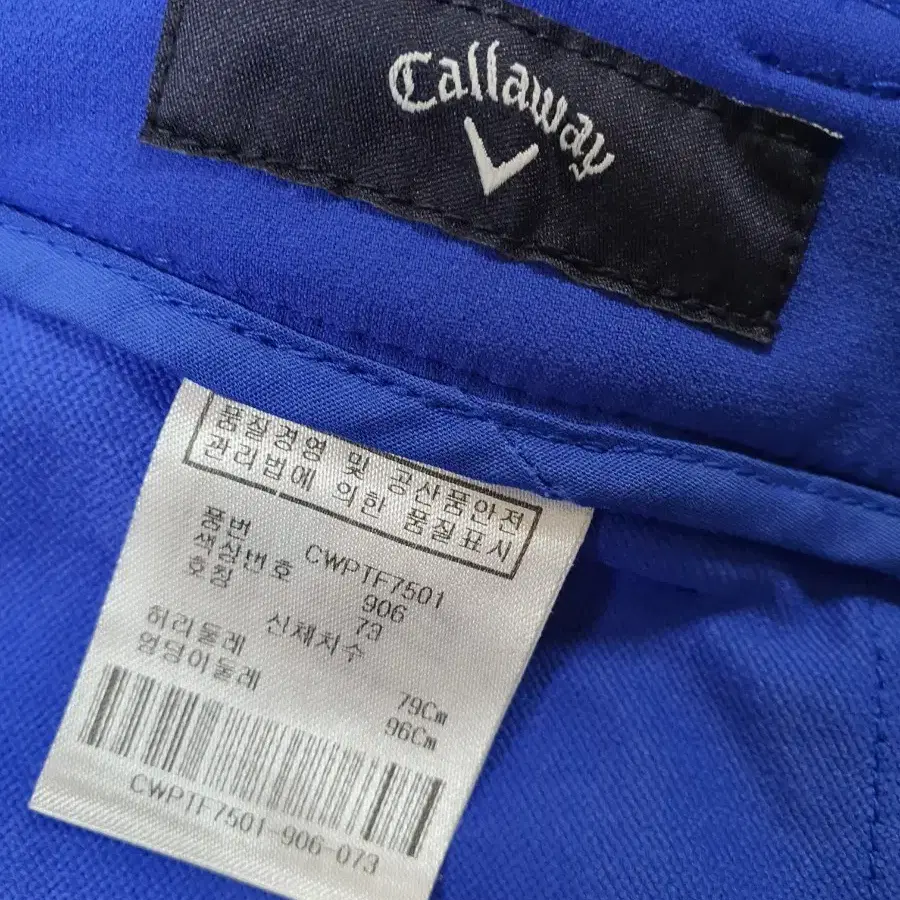 Callaway
품질경영 및 공산품안전
관리법에 의한 품질표시
품번 CWPTF7501
색상번호 906
호칭 73
신체치수
허리둘레 79Cm
엉덩이둘레 96Cm
CWPTF7501-906-073